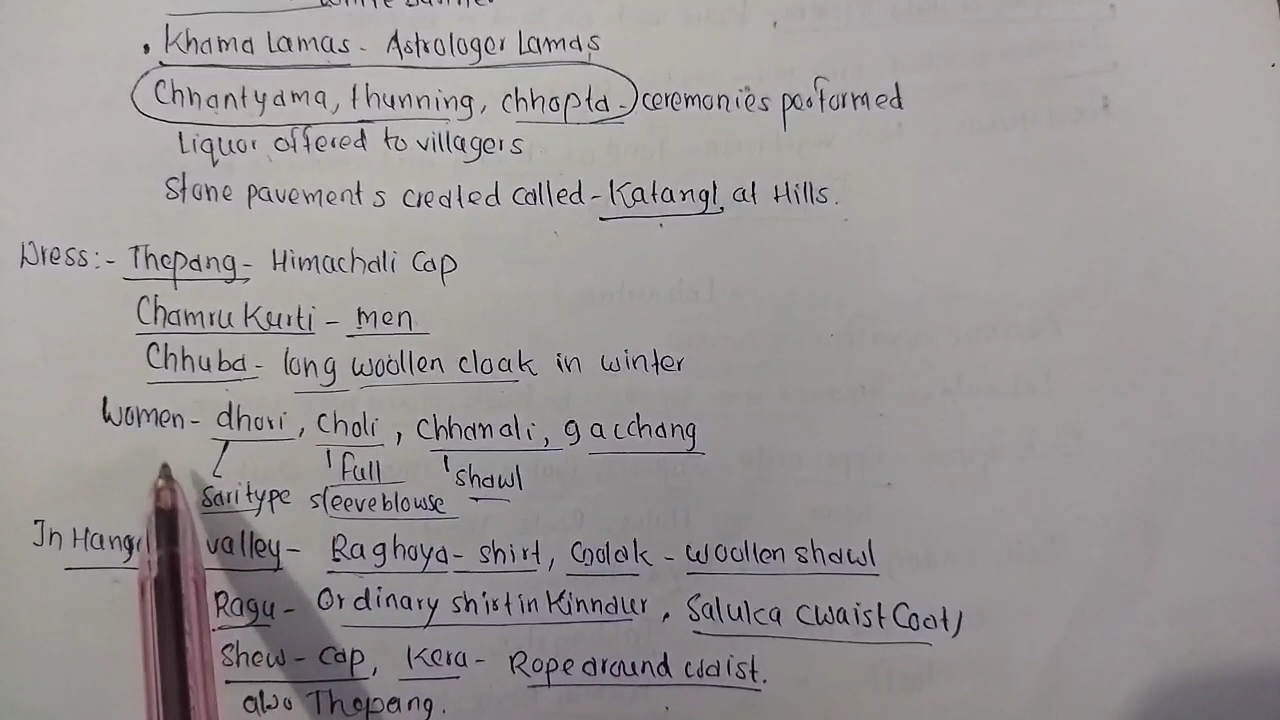 • Khama Lamas - Astrologer Lamas
Chhantyama, thunning, chhopta - ceremonies performed
Liquor offered to villagers
Stone pavements created called - Katangl at Hills.
Dress :- Thepang - Himachali Cap
Chamru Kurti - men
Chhuba - long woollen cloak in winter
Women - dhori, Choli, Chhanali, gacchang
full shawl
Sari type sleeve blouse
In valley - Raghoya - shirt, - woollen shawl
Ragu - Ordinary shirt in Kinnaur, Salukca (waist Coat)
Shew - cap, Kera - Rope around waist.
also Thepang.